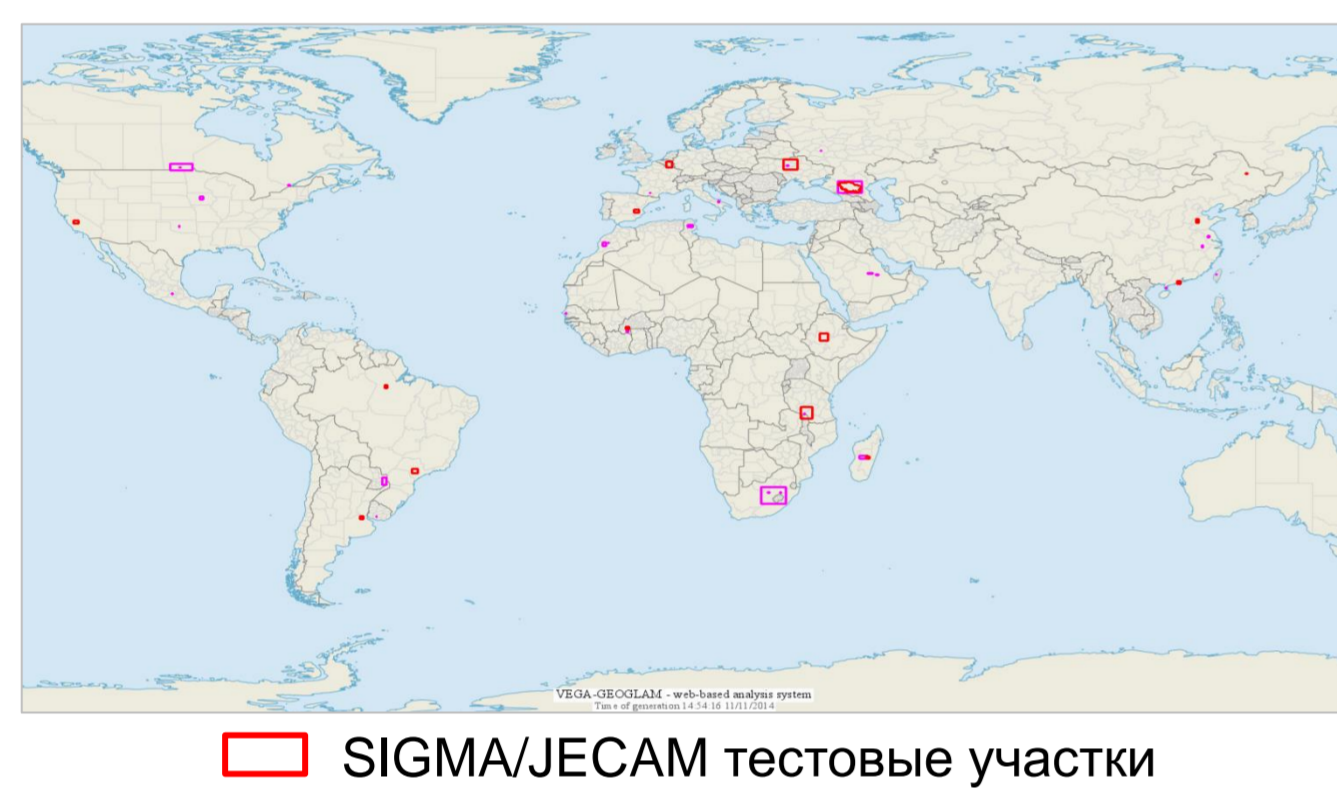 VEGA-GEOGLAM - web-based analysis system
Time of generation 14:54:16 11/11/2014
SIGMA/JECAM тестовые участки